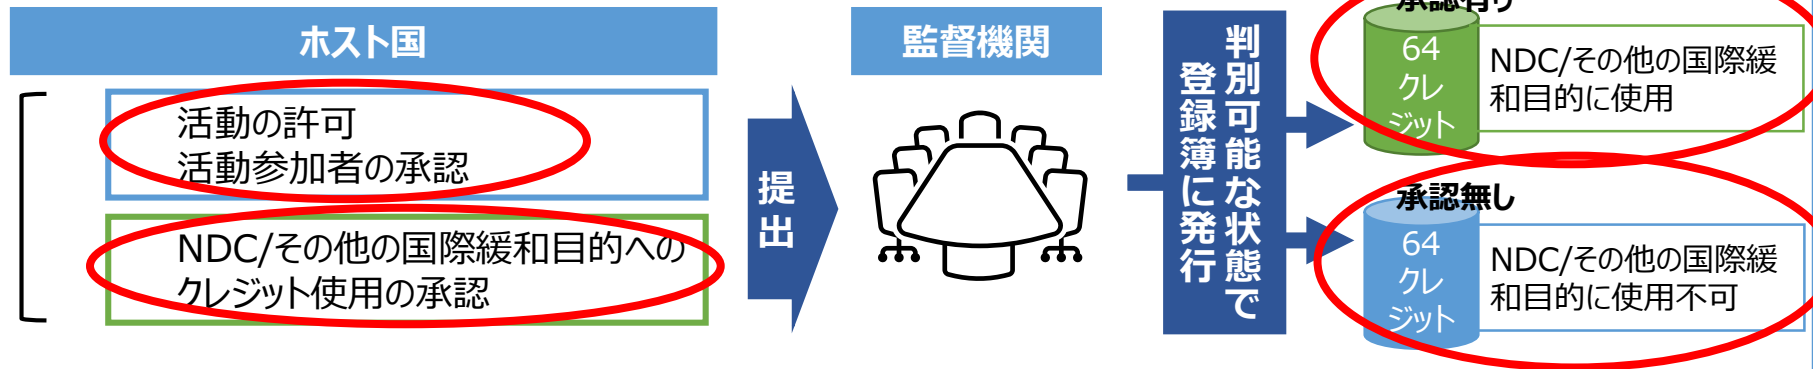 ホスト国
活動の許可
活動参加者の承認
NDC/その他の国際緩和目的への
クレジット使用の承認
提出
監督機関
判別可能な状態で
登録簿に発行
承認有り
64
クレ
ジット
NDC/その他の国際緩
和目的に使用
承認無し
64
クレ
ジット
NDC/その他の国際緩
和目的に使用不可